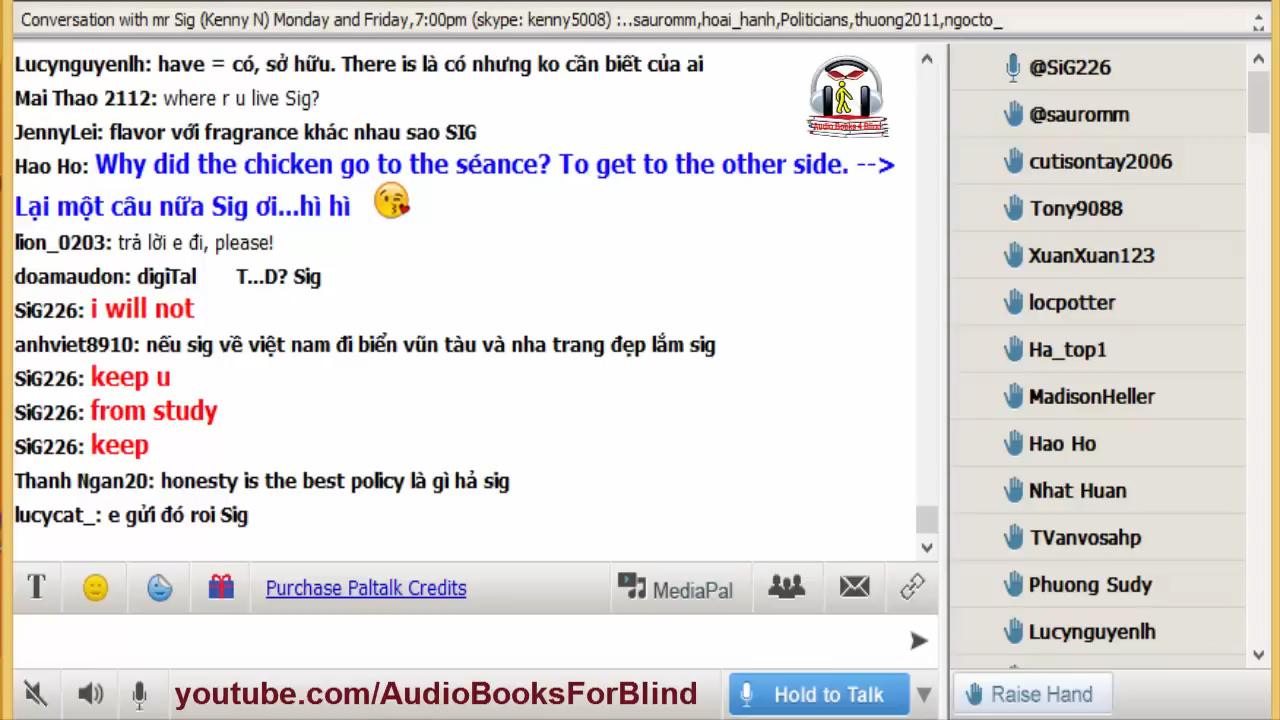 Conversation with mr Sig (Kenny N) Monday and Friday,7:00pm (skype: kenny5008) :..sauromm,hoai_hanh,Politicians,thuong2011,ngocto_
Lucynguyenlh: have = có, sở hữu. There is là có nhưng ko cần biết của ai
Mai Thao 2112: where r u live Sig?
JennyLei: flavor với fragrance khác nhau sao SIG
Hao Ho: Why did the chicken go to the séance? To get to the other side. -->
Lại một câu nữa Sig ơi...hì hì
lion_0203: trả lời e đi, please!
doamaudon: digiTal T...D? Sig
SiG226: i will not
anhviet8910: nếu sig về việt nam đi biển vũn tàu và nha trang đẹp lắm sig
SiG226: keep u
SiG226: from study
SiG226: keep
Thanh Ngan20: honesty is the best policy là gì hả sig
lucycat_: e gửi đó roi Sig
Audio Books 4 Blind
T
Purchase Paltalk Credits
MediaPal
youtube.com/AudioBooksForBlind
Hold to Talk
@SiG226
@sauromm
cutisontay2006
Tony9088
XuanXuan123
locpotter
Ha_top1
MadisonHeller
Hao Ho
Nhat Huan
TVanvosahp
Phuong Sudy
Lucynguyenlh
Raise Hand